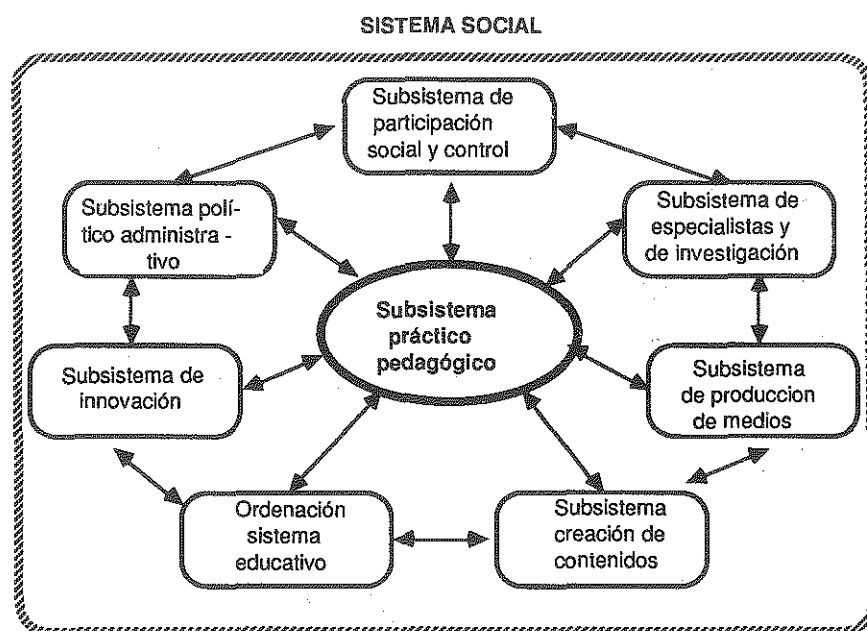 SISTEMA SOCIAL
Subsistema de
participación
social y control
Subsistema polí-
tico administra -
tivo
Subsistema de
especialistas y
de investigación
Subsistema
práctico
pedagógico
Subsistema de
innovación
Subsistema
de produccion
de medios
Ordenación
sistema
educativo
Subsistema
creación de
contenidos